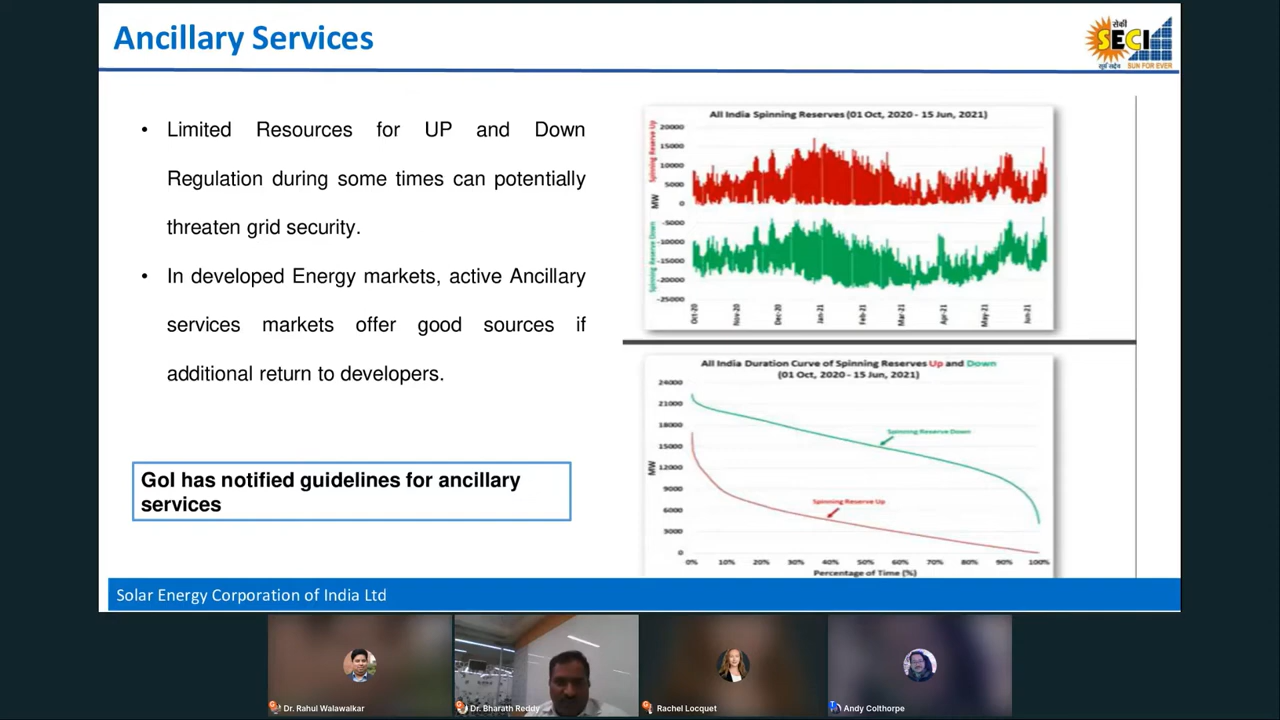 Ancillary Services
सेकी
SECI
SUN FOR EVER
• Limited Resources for UP and Down
Regulation during some times can potentially
threaten grid security.
• In developed Energy markets, active Ancillary
services markets offer good sources if
additional return to developers.
GoI has notified guidelines for ancillary
services
All India Spinning Reserves (01 Oct, 2020 - 15 Jun, 2021)
Spinning Reserve Up
Spinning Reserve Down
MW
20000
15000
10000
5000
0
-5000
-10000
-15000
-20000
-25000
Oct-20 Nov-20 Dec-20 Jan-21 Feb-21 Mar-21 Apr-21 May-21 Jun-21
All India Duration Curve of Spinning Reserves Up and Down
(01 Oct, 2020 - 15 Jun, 2021)
MW
24000
21000
18000
15000
12000
9000
6000
3000
0
Spinning Reserve Down
Spinning Reserve Up
0% 10% 20% 30% 40% 50% 60% 70% 80% 90% 100%
Percentage of Time (%)
Solar Energy Corporation of India Ltd
Dr. Rahul Walawalkar
Dr. Bharath Reddy
Rachel Locquet
Andy Colthorpe